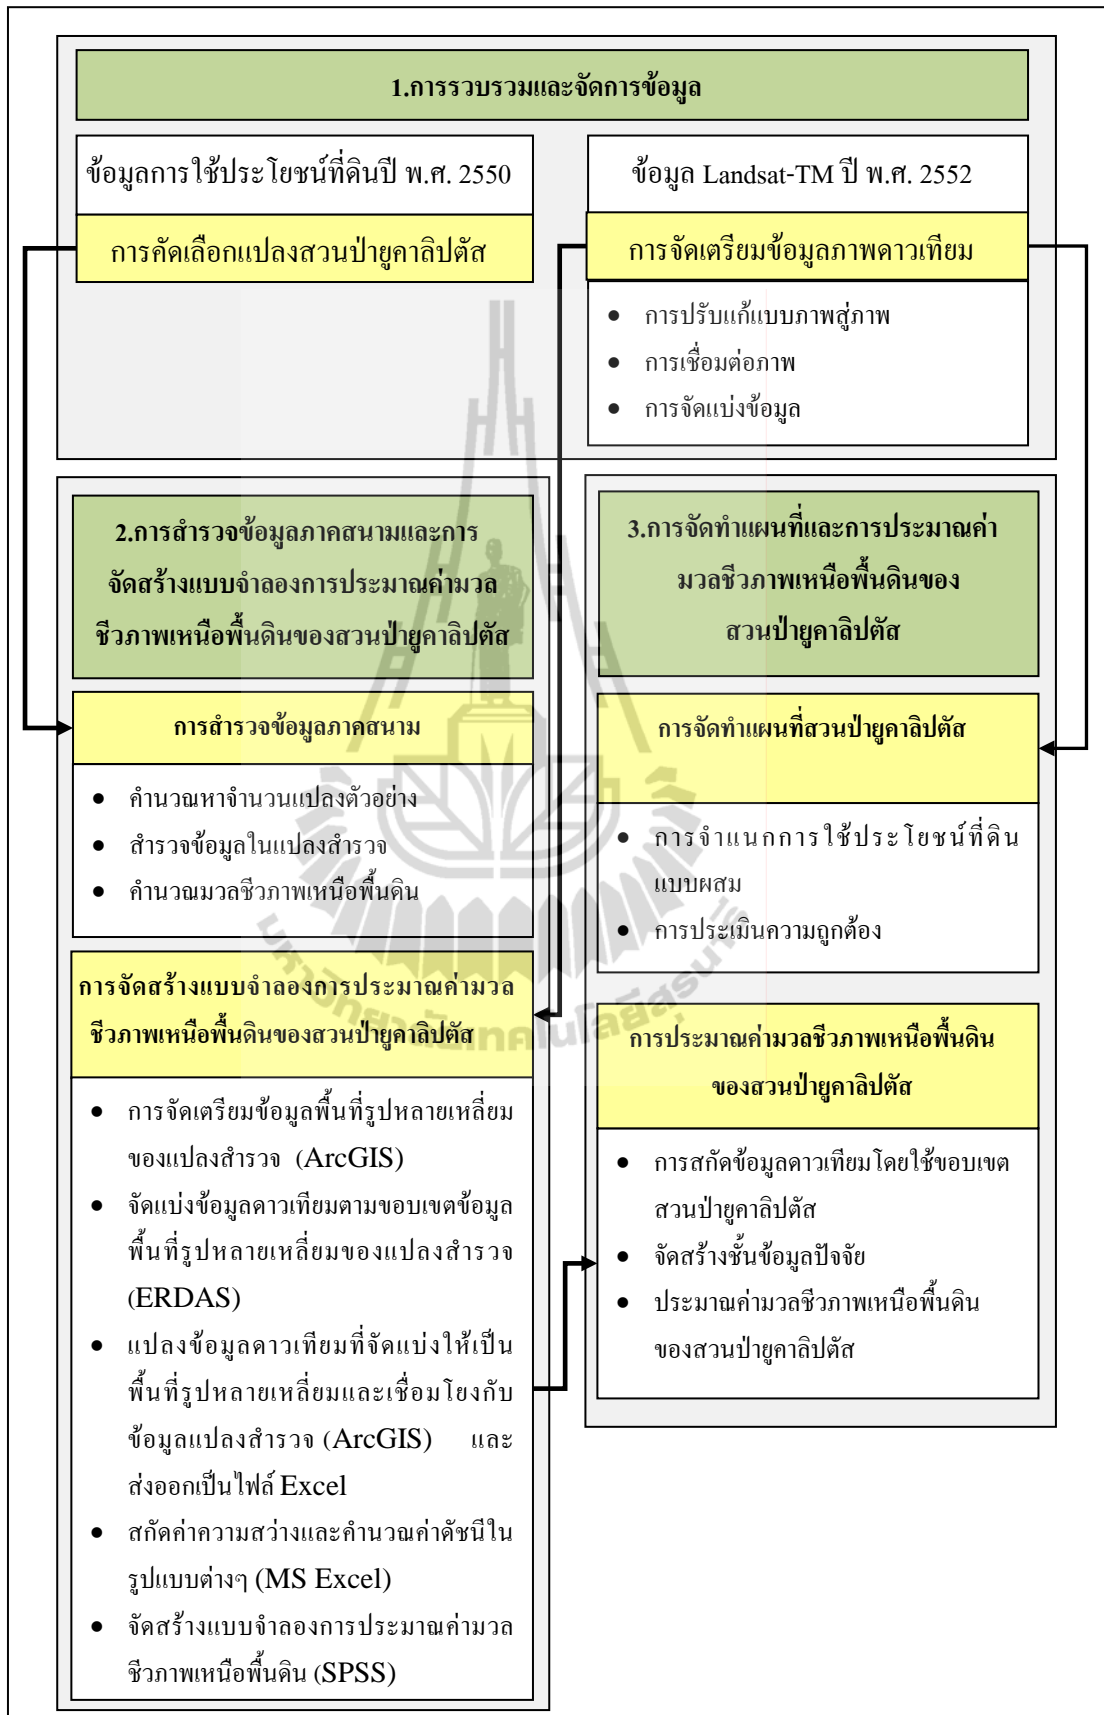 1.การรวบรวมและจัดการข้อมูล
ข้อมูลการใช้ประโยชน์ที่ดินปี พ.ศ. 2550
การคัดเลือกแปลงสวนป่ายูคาลิปตัส
ข้อมูล Landsat-TM ปี พ.ศ. 2552
การจัดเตรียมข้อมูลภาพดาวเทียม
• การปรับแก้แบบภาพสู่ภาพ
• การเชื่อมต่อภาพ
• การจัดแบ่งข้อมูล
2.การสำรวจข้อมูลภาคสนามและการ
จัดสร้างแบบจำลองการประมาณค่ามวล
ชีวภาพเหนือพื้นดินของสวนป่ายูคาลิปตัส
การสำรวจข้อมูลภาคสนาม
• คำนวณหาจำนวนแปลงตัวอย่าง
• สำรวจข้อมูลในแปลงสำรวจ
• คำนวณมวลชีวภาพเหนือพื้นดิน
การจัดสร้างแบบจำลองการประมาณค่ามวล
ชีวภาพเหนือพื้นดินของสวนป่ายูคาลิปตัส
• การจัดเตรียมข้อมูลพื้นที่รูปหลายเหลี่ยม
ของแปลงสำรวจ (ArcGIS)
• จัดแบ่งข้อมูลดาวเทียมตามขอบเขตข้อมูล
พื้นที่รูปหลายเหลี่ยมของแปลงสำรวจ
(ERDAS)
• แปลงข้อมูลดาวเทียมที่จัดแบ่งให้เป็น
พื้นที่รูปหลายเหลี่ยมและเชื่อมโยงกับ
ข้อมูลแปลงสำรวจ (ArcGIS) และ
ส่งออกเป็นไฟล์ Excel
• สกัดค่าความสว่างและคำนวณค่าดัชนีใน
รูปแบบต่างๆ (MS Excel)
• จัดสร้างแบบจำลองการประมาณค่ามวล
ชีวภาพเหนือพื้นดิน (SPSS)
3.การจัดทำแผนที่และการประมาณค่า
มวลชีวภาพเหนือพื้นดินของ
สวนป่ายูคาลิปตัส
การจัดทำแผนที่สวนป่ายูคาลิปตัส
• การจำแนกการใช้ประโยชน์ที่ดิน
แบบผสม
• การประเมินความถูกต้อง
การประมาณค่ามวลชีวภาพเหนือพื้นดิน
ของสวนป่ายูคาลิปตัส
• การสกัดข้อมูลดาวเทียมโดยใช้ขอบเขต
สวนป่ายูคาลิปตัส
• จัดสร้างชั้นข้อมูลปัจจัย
• ประมาณค่ามวลชีวภาพเหนือพื้นดิน
ของสวนป่ายูคาลิปตัส
มหาวิทยาลัยเทคโนโลยีสุรนารี